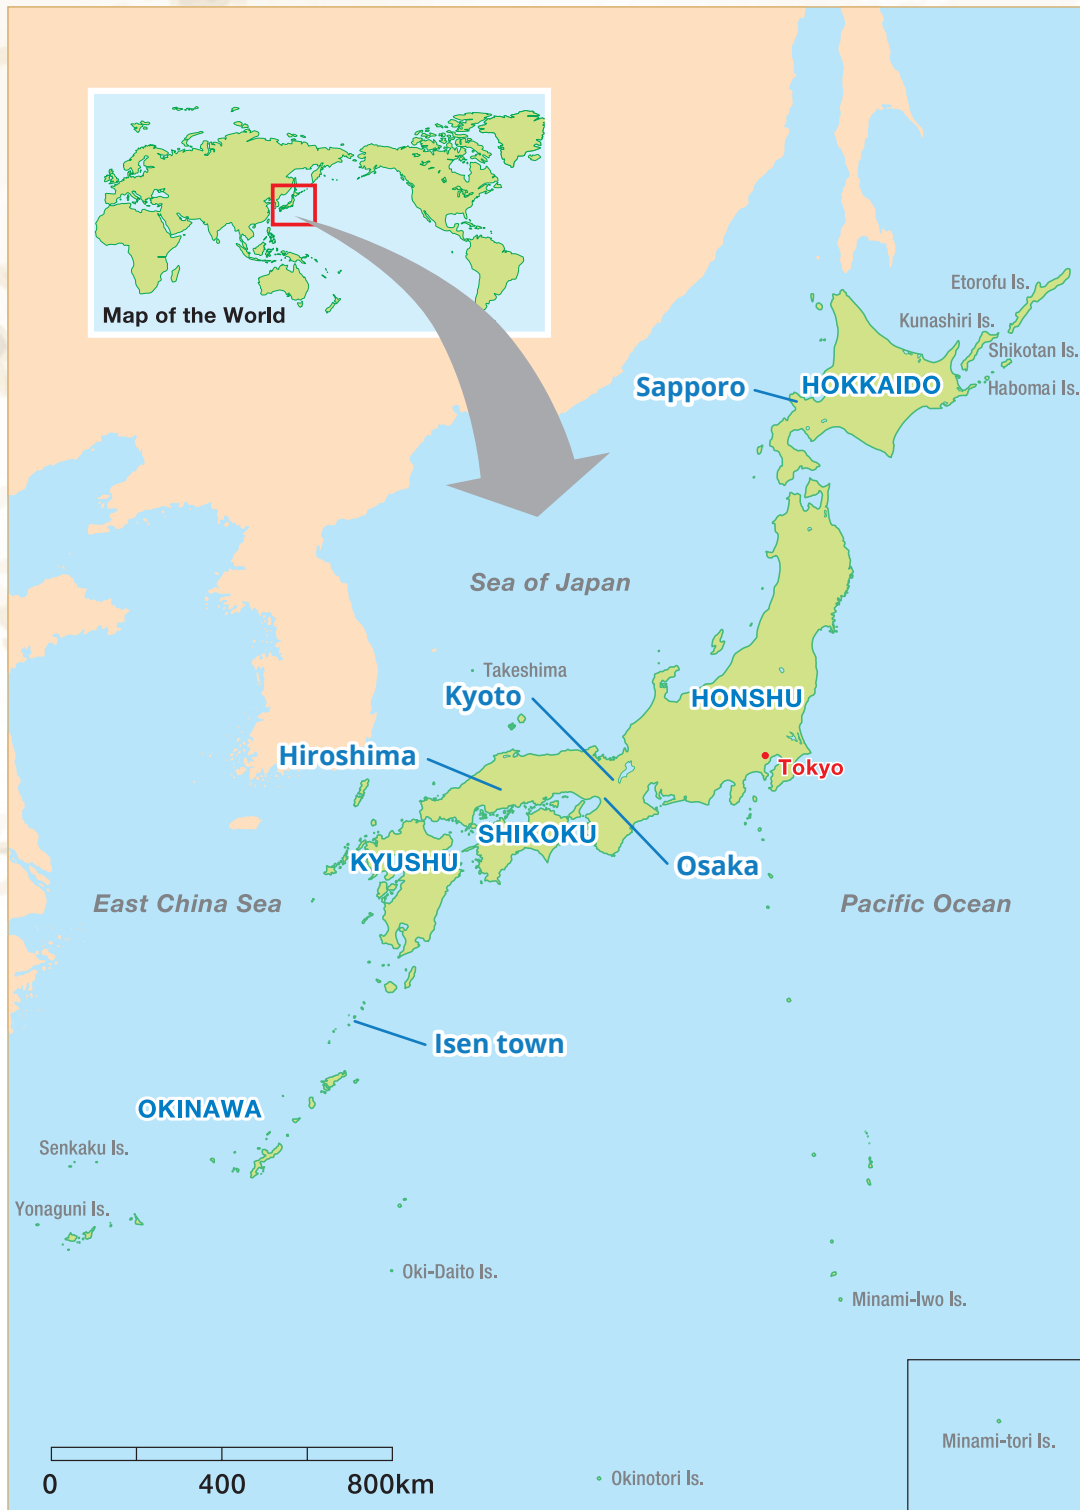 Map of the World
Etorofu Is.
Kunashiri Is.
Shikotan Is.
Sapporo
HOKKAIDO
Habomai Is.
Sea of Japan
Takeshima
Kyoto
HONSHU
Hiroshima
Tokyo
SHIKOKU
KYUSHU
Osaka
East China Sea
Pacific Ocean
Isen town
OKINAWA
Senkaku Is.
Yonaguni Is.
Oki-Daito Is.
Minami-Iwo Is.
Minami-tori Is.
Okinotori Is.
0 400 800km